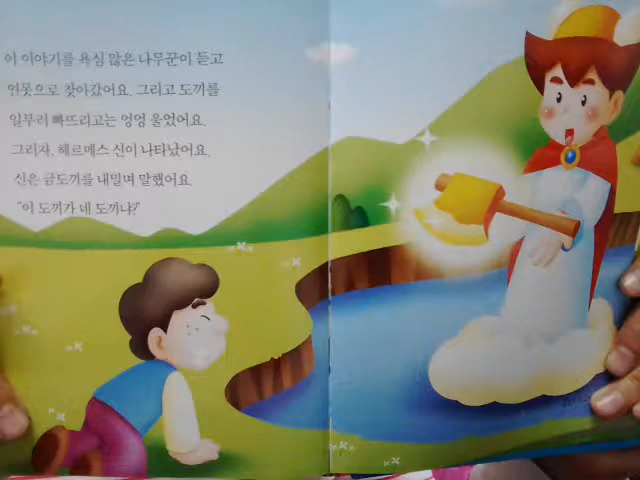 이 이야기를 욕심 많은 나무꾼이 듣고
연못으로 찾아갔어요. 그리고 도끼를
일부러 빠뜨리고는 엉엉 울었어요.
그러자, 헤르메스 신이 나타났어요.
신은 금도끼를 내밀며 말했어요.
"이 도끼가 네 도끼냐?"